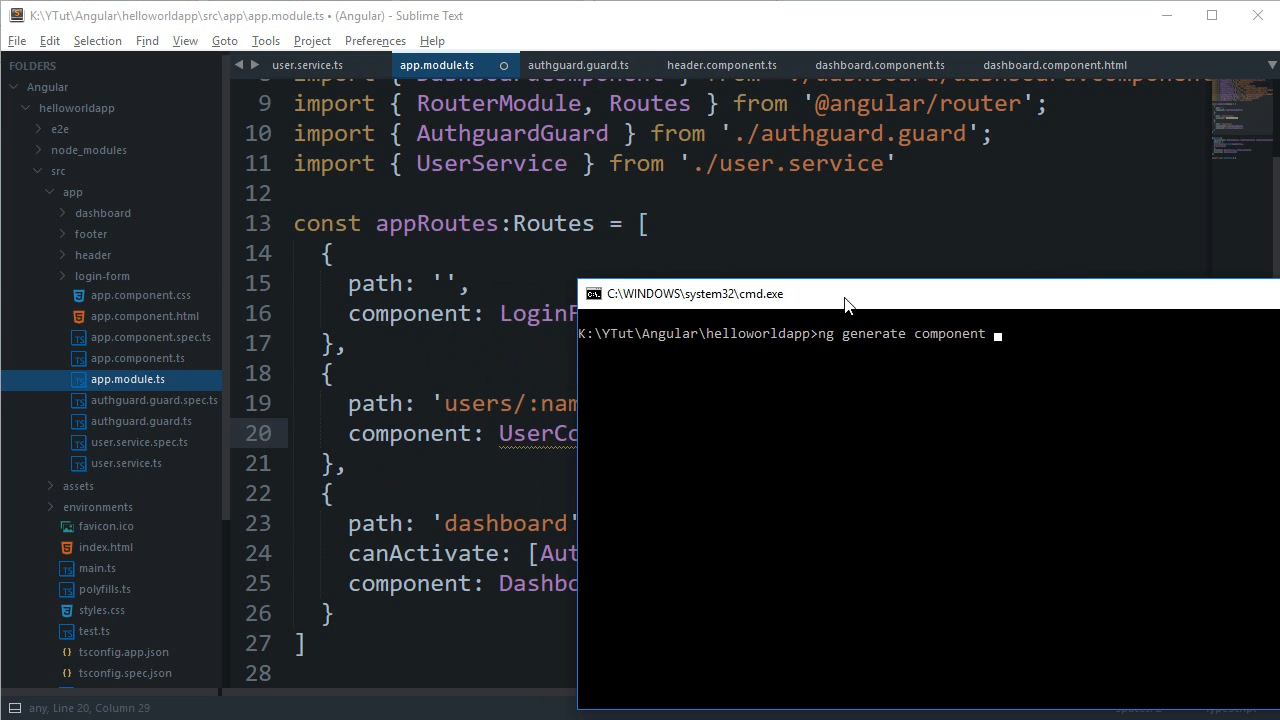 K:\YTut\Angular\helloworldapp\src\app\app.module.ts • (Angular) - Sublime Text
File Edit Selection Find View Goto Tools Project Preferences Help
FOLDERS
Angular
helloworldapp
e2e
node_modules
src
app
dashboard
footer
header
login-form
app.component.css
app.component.html
app.component.spec.ts
app.component.ts
app.module.ts
authguard.guard.spec.ts
authguard.guard.ts
user.service.spec.ts
user.service.ts
assets
environments
favicon.ico
index.html
main.ts
polyfills.ts
styles.css
test.ts
tsconfig.app.json
tsconfig.spec.json
user.service.ts app.module.ts authguard.guard.ts header.component.ts dashboard.component.ts dashboard.component.html
9 import { RouterModule, Routes } from '@angular/router';
10 import { AuthguardGuard } from './authguard.guard';
11 import { UserService } from './user.service'
12
13 const appRoutes:Routes = [
14 {
15 path: '',
16 component: LoginF
17 },
18 {
19 path: 'users/:nam
20 component: UserCo
21 },
22 {
23 path: 'dashboard'
24 canActivate: [Aut
25 component: Dashbo
26 }
27 ]
28
C:\WINDOWS\system32\cmd.exe
K:\YTut\Angular\helloworldapp>ng generate component
any, Line 20, Column 29